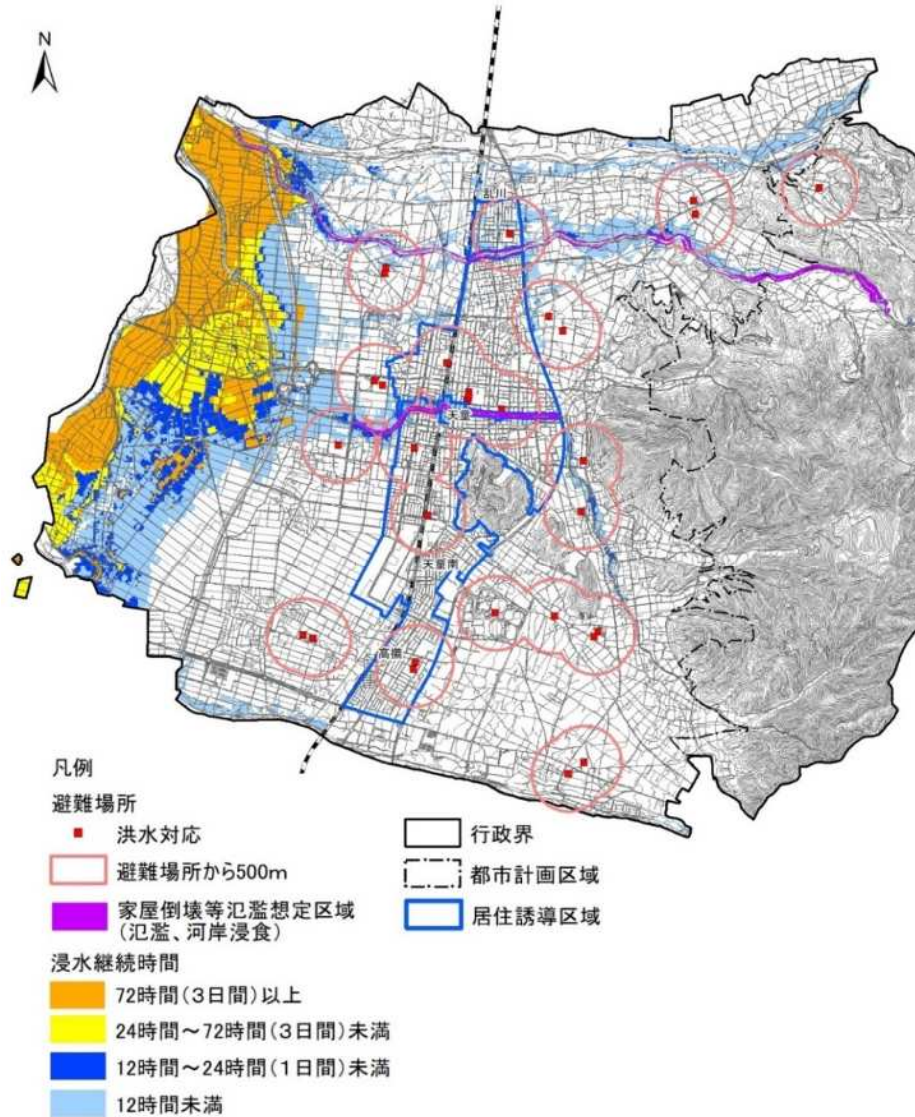 N
乱川
天童
天童南
高擶
凡例
避難場所
洪水対応
避難場所から500m
家屋倒壊等氾濫想定区域
(氾濫、河岸浸食)
浸水継続時間
72時間(3日間)以上
24時間～72時間(3日間)未満
12時間～24時間(1日間)未満
12時間未満
行政界
都市計画区域
居住誘導区域